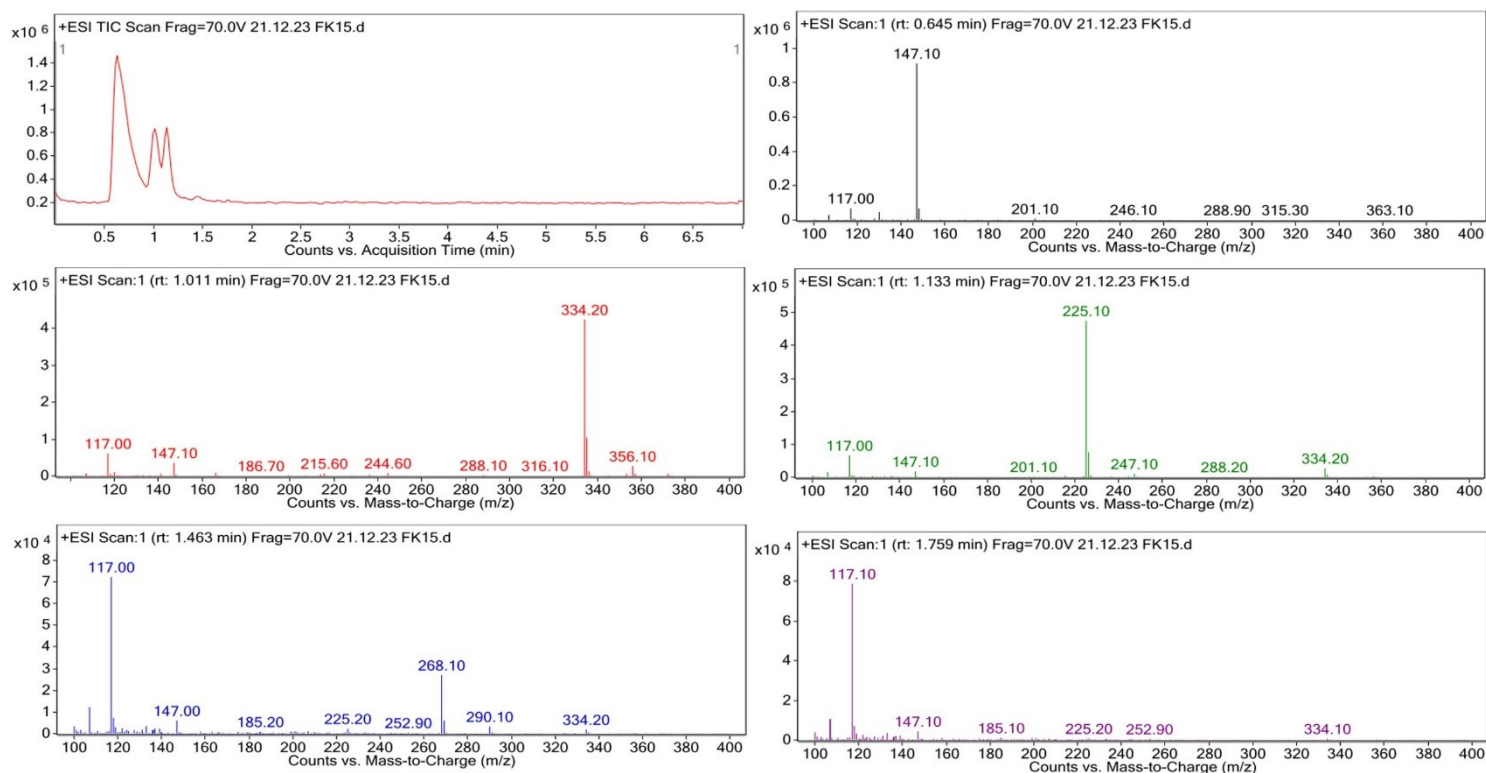 +ESI TIC Scan Frag=70.0V 21.12.23 FK15.d
x10 6
1 1
1.4
1.2
1
0.8
0.6
0.4
0.2
0.5 1 1.5 2 2.5 3 3.5 4 4.5 5 5.5 6 6.5
Counts vs. Acquisition Time (min)
+ESI Scan:1 (rt: 0.645 min) Frag=70.0V 21.12.23 FK15.d
x10 6
1
0.8
0.6
0.4
0.2
0
147.10
117.00 201.10 246.10 288.90 315.30 363.10
100 120 140 160 180 200 220 240 260 280 300 320 340 360 380 400
Counts vs. Mass-to-Charge (m/z)
+ESI Scan:1 (rt: 1.011 min) Frag=70.0V 21.12.23 FK15.d
x10 5
4
3
2
1
0
334.20
117.00 147.10 186.70 215.60 244.60 288.10 316.10 356.10
120 140 160 180 200 220 240 260 280 300 320 340 360 380 400
Counts vs. Mass-to-Charge (m/z)
+ESI Scan:1 (rt: 1.133 min) Frag=70.0V 21.12.23 FK15.d
x10 5
5
4
3
2
1
0
225.10
117.00 147.10 201.10 247.10 288.20 334.20
100 120 140 160 180 200 220 240 260 280 300 320 340 360 380 400
Counts vs. Mass-to-Charge (m/z)
+ESI Scan:1 (rt: 1.463 min) Frag=70.0V 21.12.23 FK15.d
x10 4
8
7
6
5
4
3
2
1
0
117.00
268.10
147.00 185.20 225.20 252.90 290.10 334.20
100 120 140 160 180 200 220 240 260 280 300 320 340 360 380 400
Counts vs. Mass-to-Charge (m/z)
+ESI Scan:1 (rt: 1.759 min) Frag=70.0V 21.12.23 FK15.d
x10 4
8
6
4
2
0
117.10
147.10 185.10 225.20 252.90 334.10
100 120 140 160 180 200 220 240 260 280 300 320 340 360 380 400
Counts vs. Mass-to-Charge (m/z)